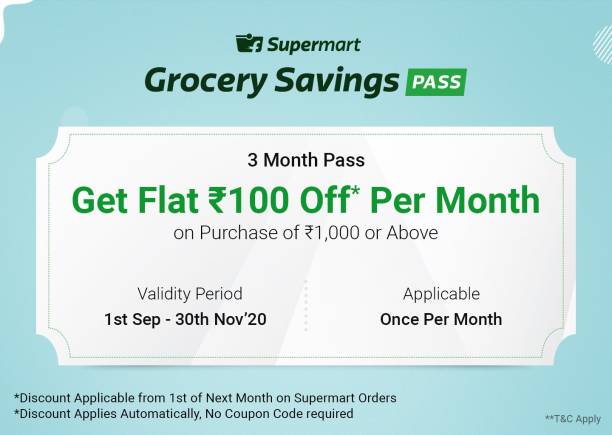 Supermart
Grocery Savings PASS
3 Month Pass
Get Flat ₹100 Off* Per Month
on Purchase of ₹1,000 or Above
Validity Period
1st Sep - 30th Nov’20
Applicable
Once Per Month
*Discount Applicable from 1st of Next Month on Supermart Orders
*Discount Applies Automatically, No Coupon Code required
**T&C Apply